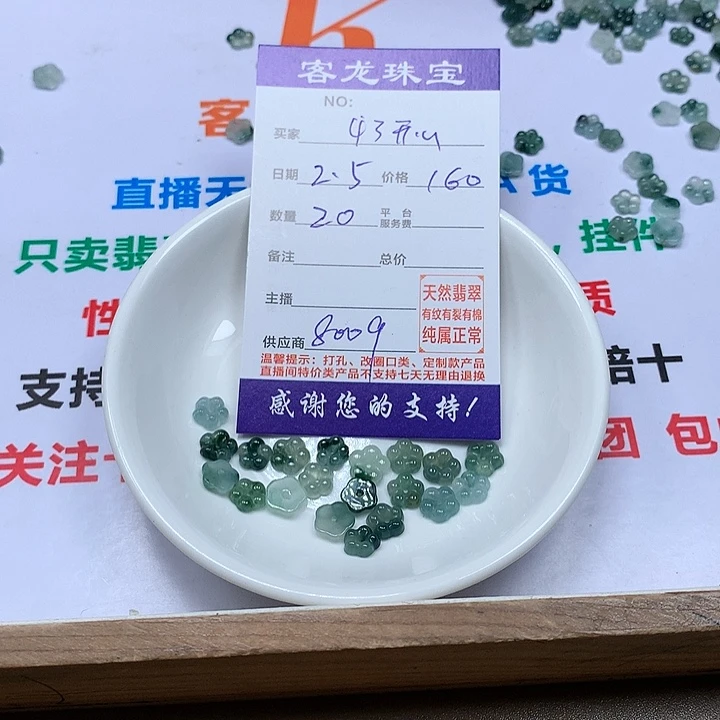 客龙珠宝
NO:
买家 43开心
日期 2.5 价格 160
数量 20 平台服务费
备注 总价
主播
供应商 8009
天然翡翠
有纹有裂有棉
纯属正常
温馨提示：打孔、改圈口类、定制款产品
直播间特价类产品不支持七天无理由退换
感谢您的支持！
客
直播天 A货
只卖翡 , 挂件
性 质
支持 赔十
关注 团 包